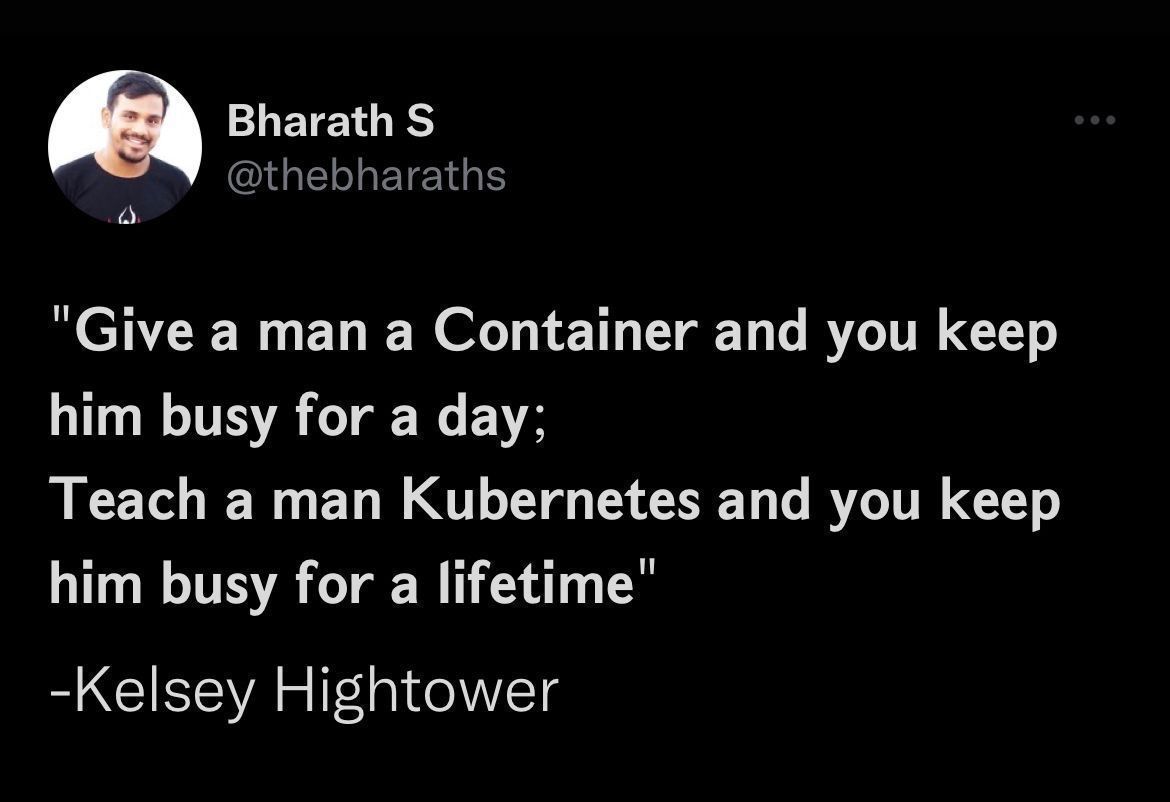 Bharath S
@thebharaths
"Give a man a Container and you keep
him busy for a day;
Teach a man Kubernetes and you keep
him busy for a lifetime"
-Kelsey Hightower